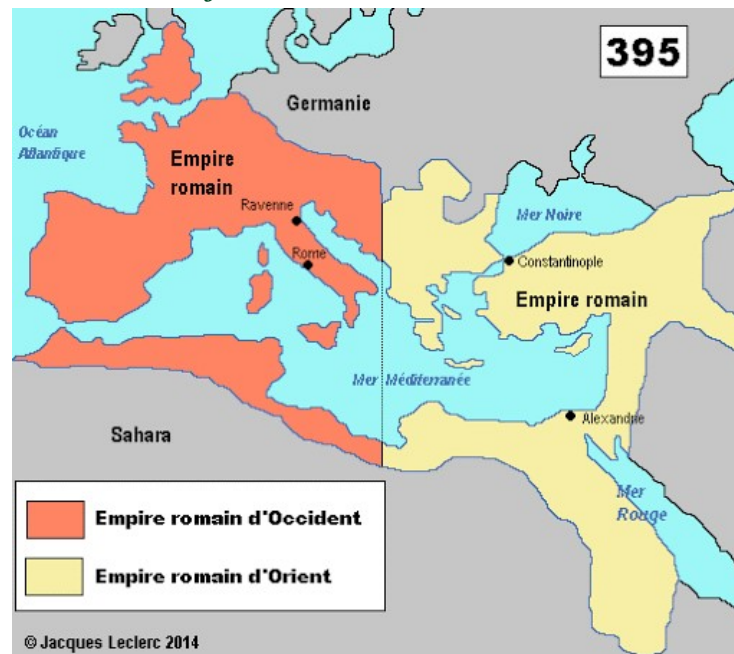 395
Germanie
Océan
Atlantique
Empire
romain
Ravenne
Rome
Mer Noire
Constantinople
Empire romain
Mer Méditerranée
Alexandrie
Sahara
Mer
Rouge
Empire romain d'Occident
Empire romain d'Orient
© Jacques Leclerc 2014